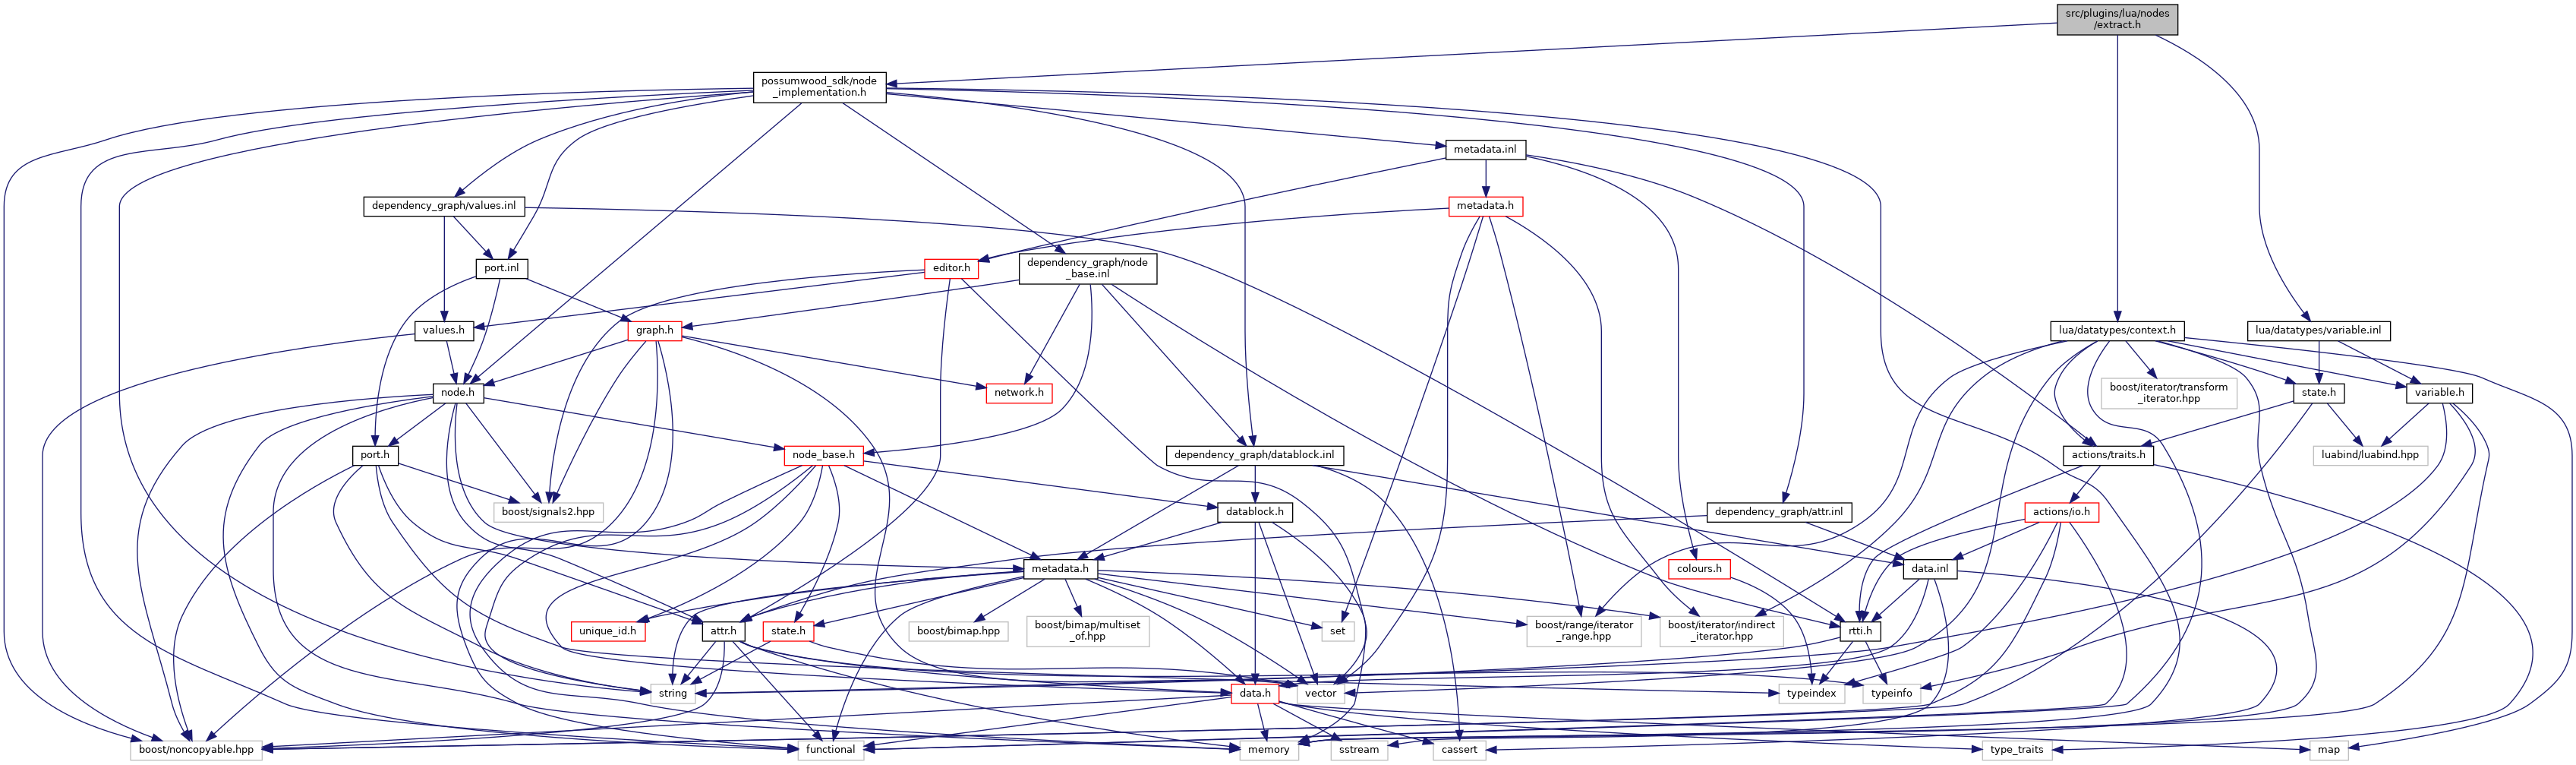 src/plugins/lua/nodes
/extract.h
possumwood_sdk/node
_implementation.h
metadata.inl
dependency_graph/values.inl
metadata.h
port.inl
editor.h
dependency_graph/node
_base.inl
values.h
graph.h
lua/datatypes/context.h
lua/datatypes/variable.inl
node.h
network.h
boost/iterator/transform
_iterator.hpp
state.h
variable.h
port.h
node_base.h
dependency_graph/datablock.inl
actions/traits.h
luabind/luabind.hpp
boost/signals2.hpp
datablock.h
dependency_graph/attr.inl
actions/io.h
metadata.h
colours.h
data.inl
unique_id.h
attr.h
state.h
boost/bimap.hpp
boost/bimap/multiset
_of.hpp
set
boost/range/iterator
_range.hpp
boost/iterator/indirect
_iterator.hpp
rtti.h
string
data.h
vector
typeindex
typeinfo
boost/noncopyable.hpp
functional
memory
sstream
cassert
type_traits
map